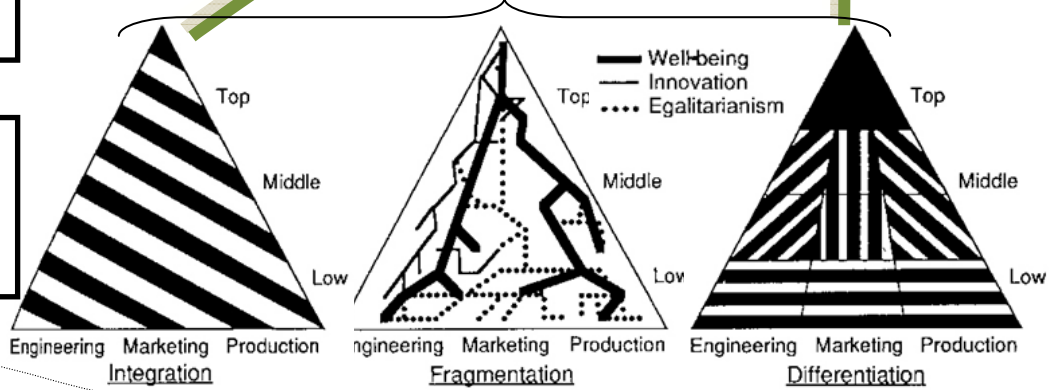 Top
Middle
Low
Engineering Marketing Production
Integration
Well-being
Innovation
Egalitarianism
Top
Middle
Low
ngineering Marketing Production
Fragmentation
Top
Middle
Low
Engineering Marketing Production
Differentiation